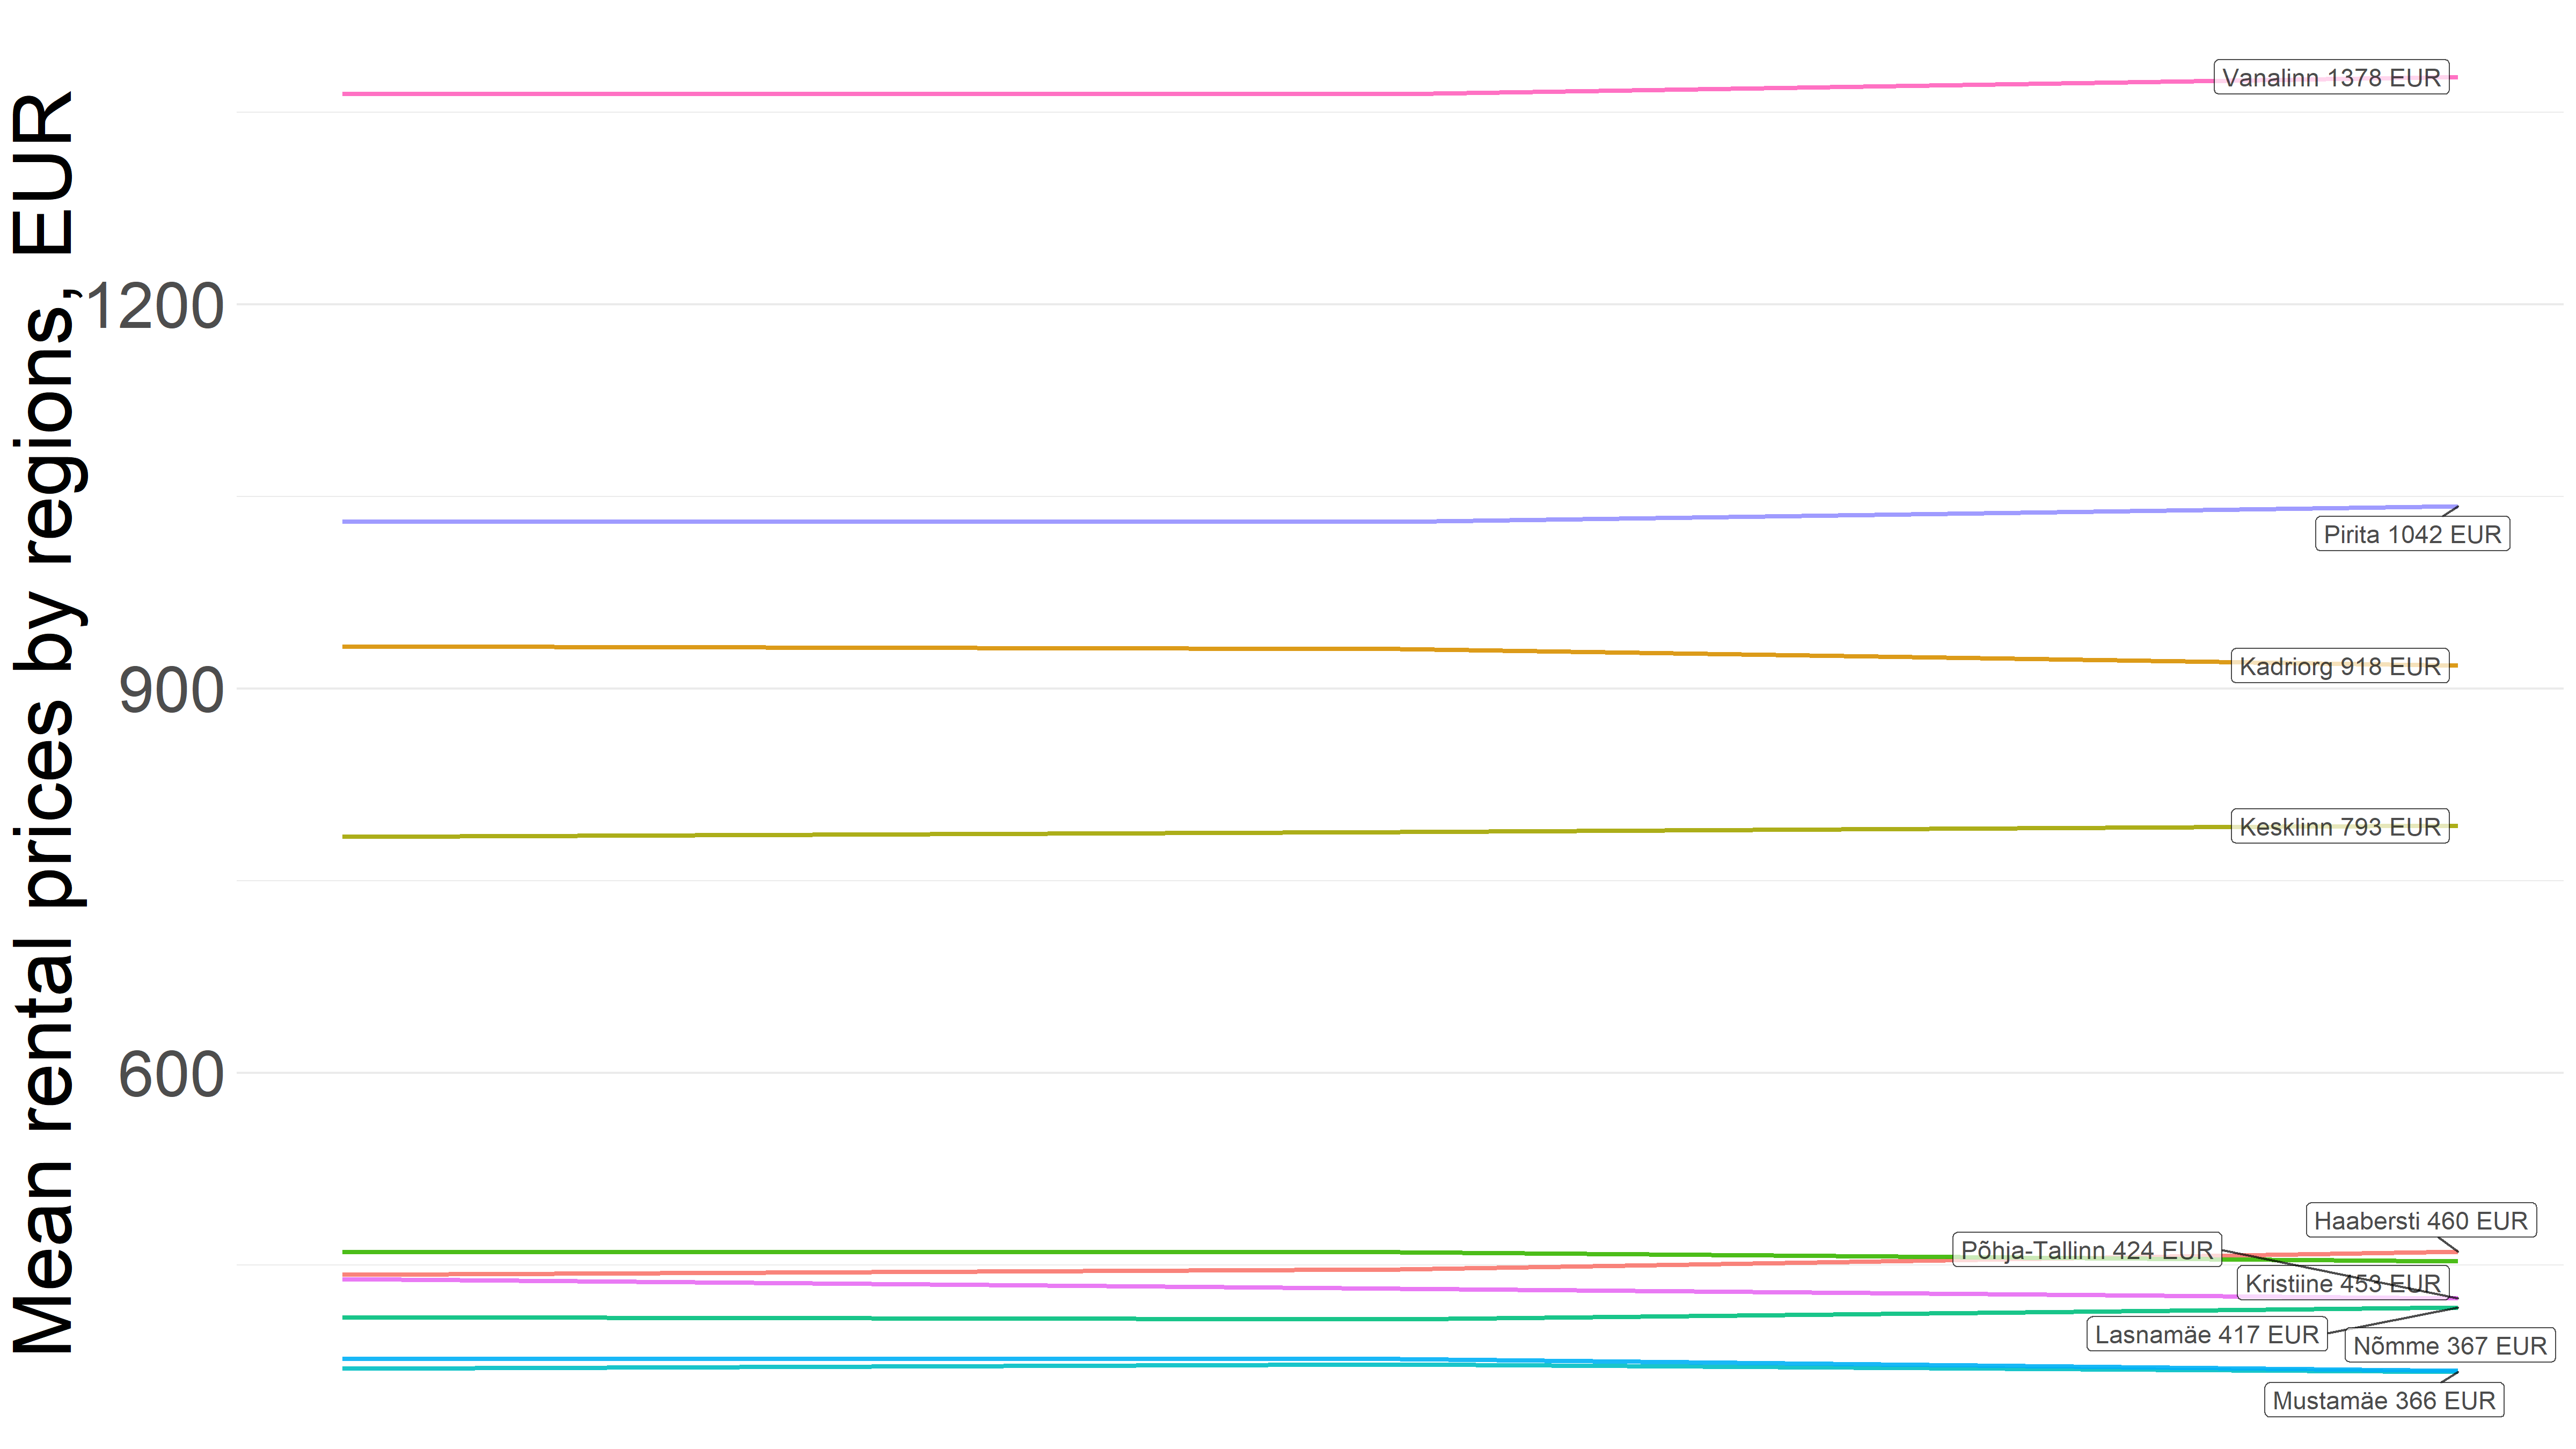 Mean rental prices by regions, EUR
1200
900
600
Vanalinn 1378 EUR
Pirita 1042 EUR
Kadriorg 918 EUR
Kesklinn 793 EUR
Haabersti 460 EUR
Põhja-Tallinn 424 EUR
Kristiine 453 EUR
Lasnamäe 417 EUR
Nõmme 367 EUR
Mustamäe 366 EUR